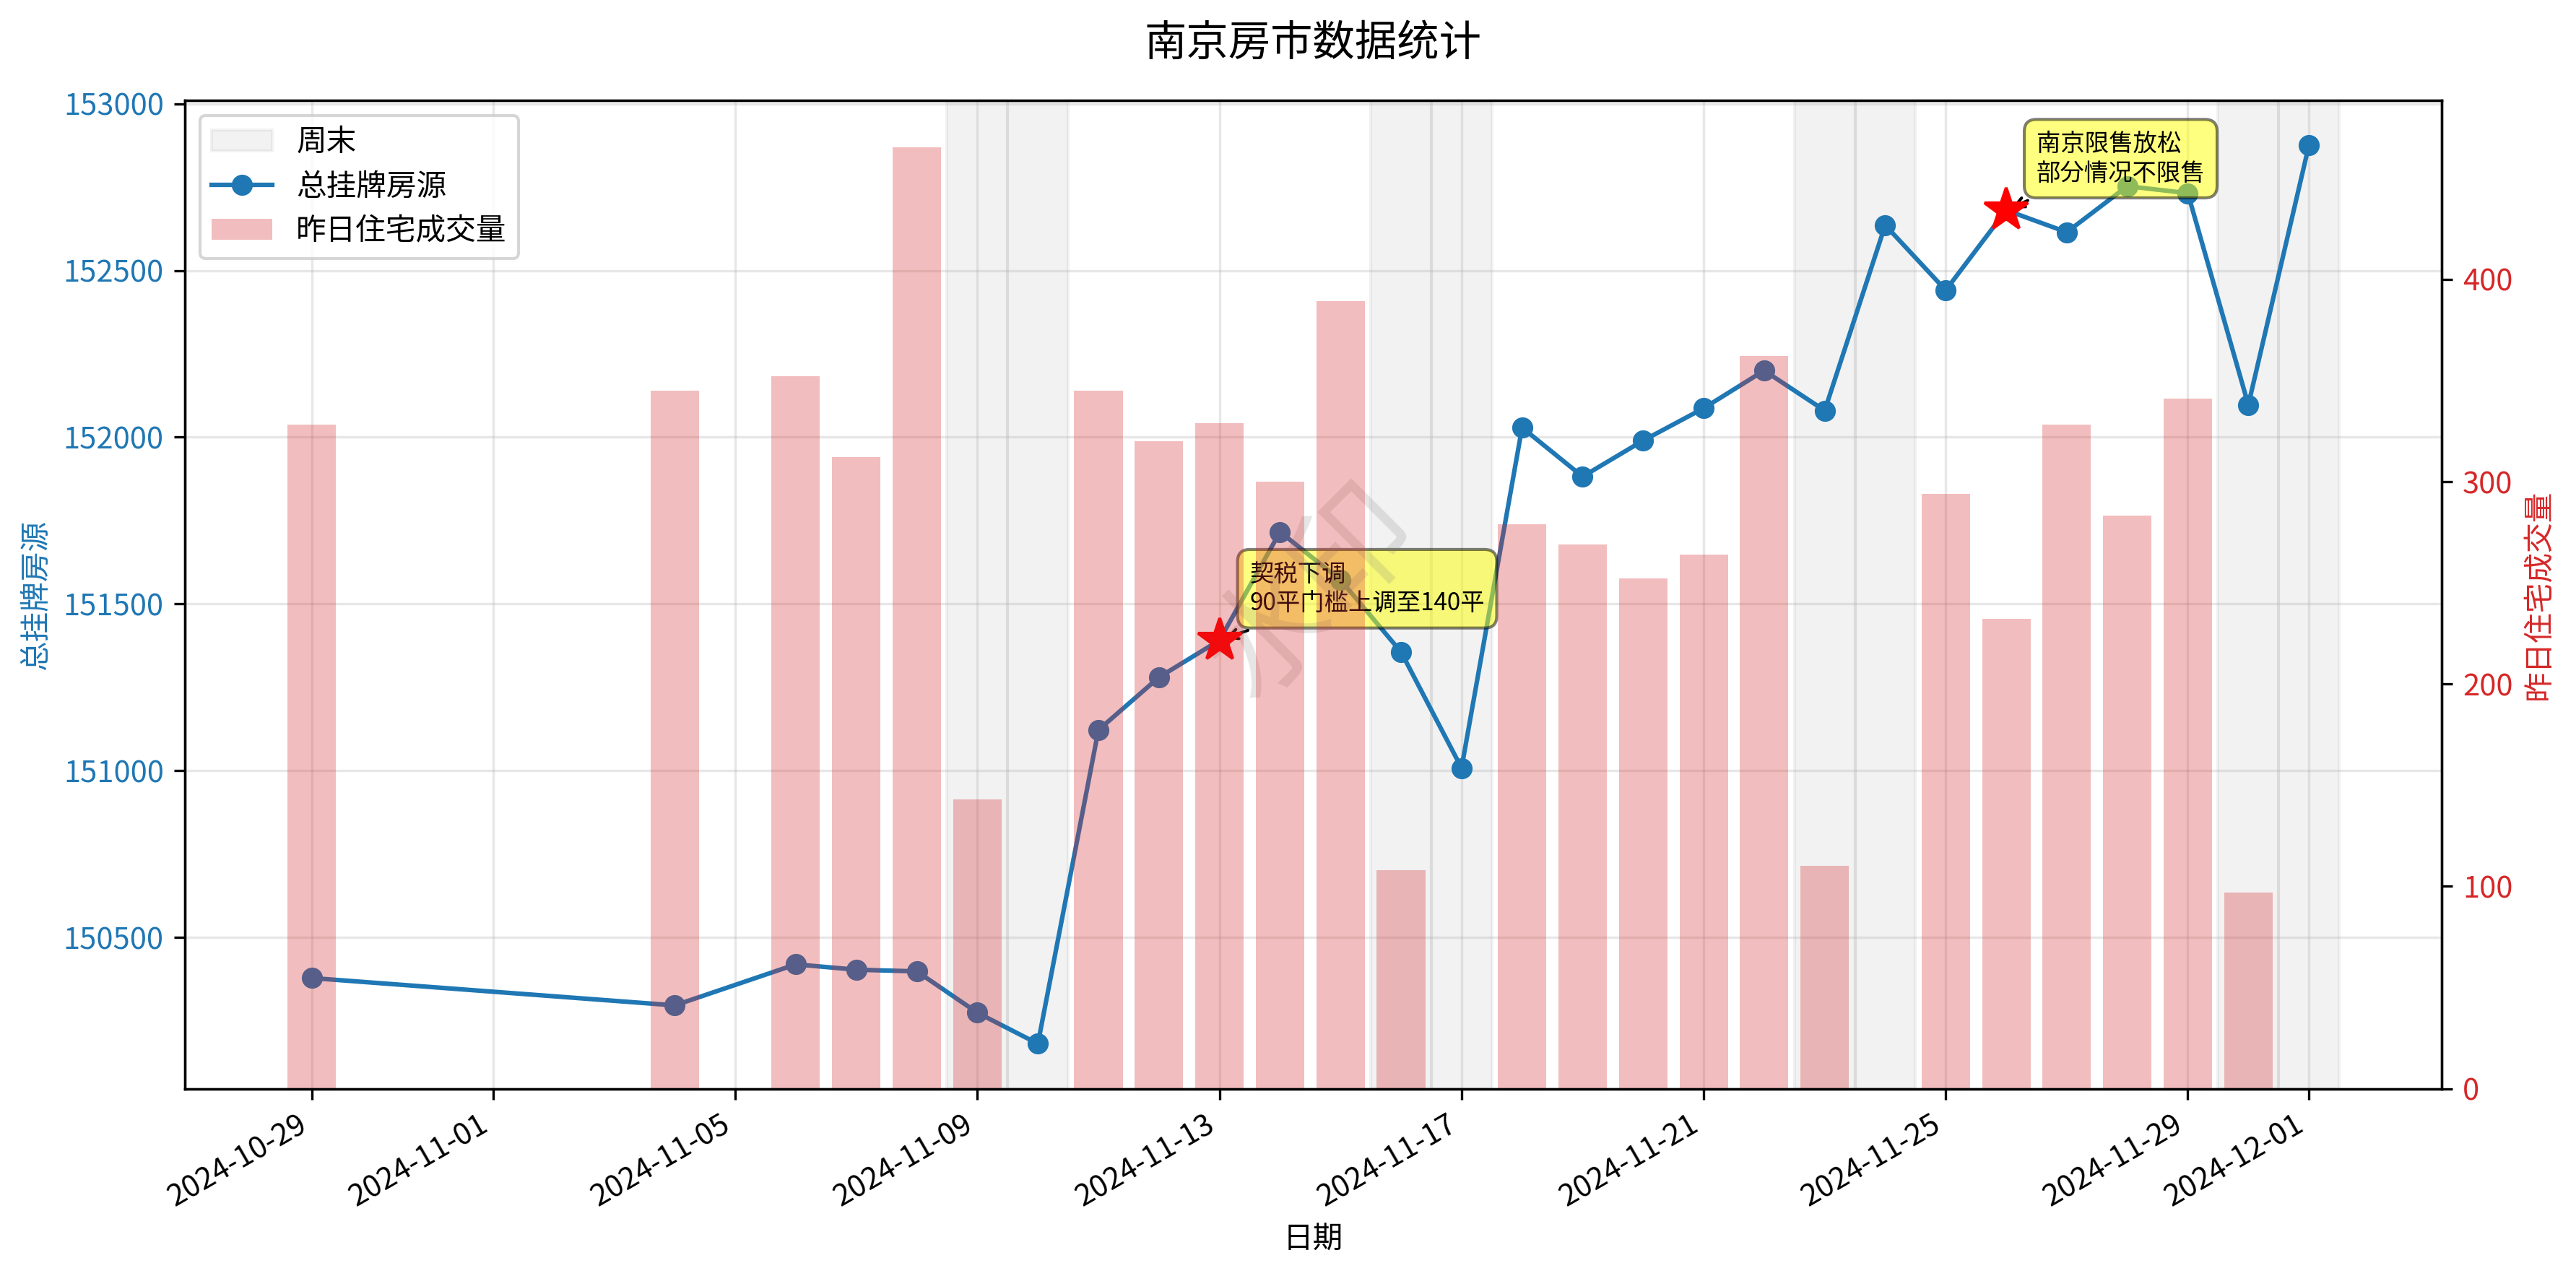 南京房市数据统计
153000
152500
152000
151500
151000
150500
总挂牌房源
周末
总挂牌房源
昨日住宅成交量
南京限售放松
部分情况不限售
契税下调
90平门槛上调至140平
水印
400
300
200
100
0
昨日住宅成交量
2024-10-29
2024-11-01
2024-11-05
2024-11-09
2024-11-13
2024-11-17
2024-11-21
2024-11-25
2024-11-29
2024-12-01
日期